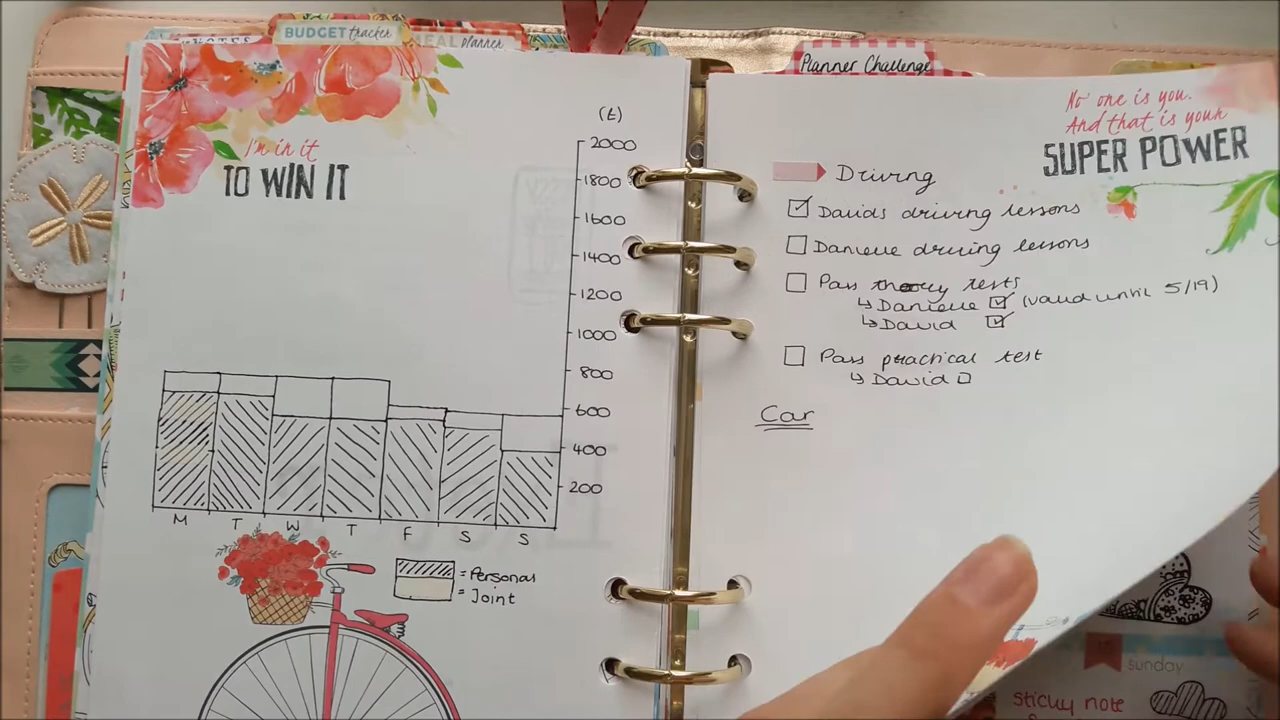 BUDGET tracker
MEAL planner
I'm in it
TO WIN IT
(£)
2000
1800
1600
1400
1200
1000
800
600
400
200
M T W T F S S
= Personal
= Joint
Planner Challenge
No one is you.
And that is your
SUPER POWER
Driving
Davids driving lessons
Danielle driving lessons
Pass theory tests
↳ Danielle ☑ (valid until 5/19)
↳ David ☑
Pass practical test
↳ David ☐
Car
sunday
sticky note